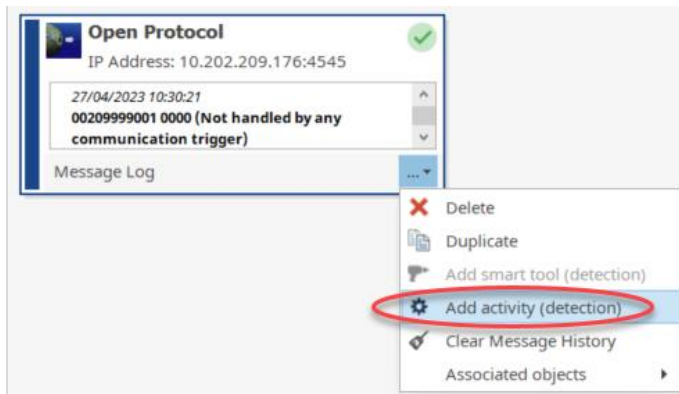 Open Protocol
IP Address: 10.202.209.176:4545
27/04/2023 10:30:21
00209999001 0000 (Not handled by any
communication trigger)
Message Log
...
Delete
Duplicate
Add smart tool (detection)
Add activity (detection)
Clear Message History
Associated objects